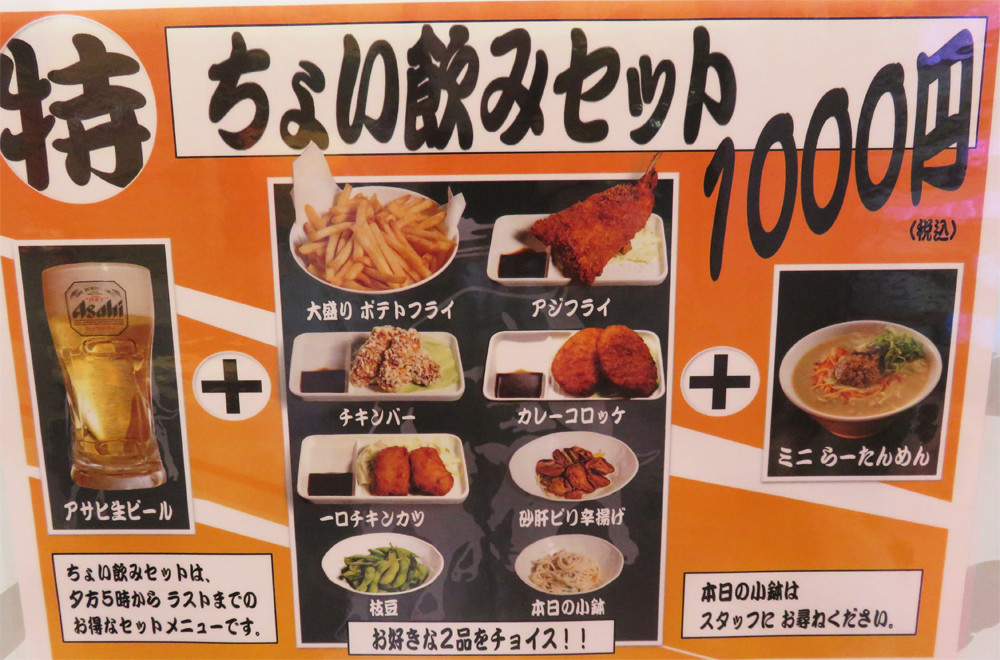 特
ちょい飲みセット
1000円
(税込)
Asahi
アサヒ生ビール
+
大盛り ポテトフライ
アジフライ
チキンバー
カレーコロッケ
一口チキンカツ
砂肝ピリ辛揚げ
枝豆
本日の小鉢
お好きな2品をチョイス!!
+
ミニ らーたんめん
ちょい飲みセットは、
夕方5時から ラストまでの
お得なセットメニューです。
本日の小鉢は
スタッフに お尋ねください。